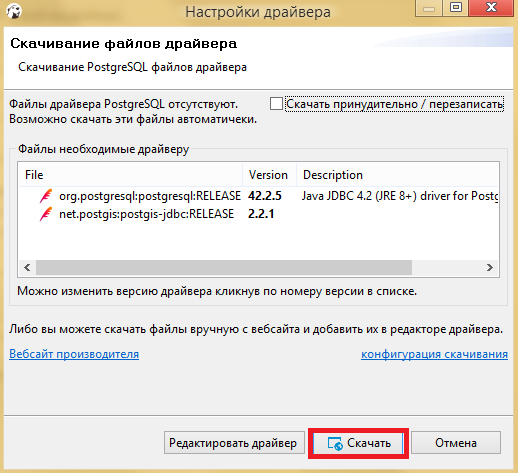 Настройки драйвера
Скачивание файлов драйвера
Скачивание PostgreSQL файлов драйвера
Файлы драйвера PostgreSQL отсутствуют.
Возможно скачать эти файлы автоматичеки.
Скачать принудительно / перезаписать
Файлы необходимые драйверу
File Version Description
org.postgresql:postgresql:RELEASE 42.2.5 Java JDBC 4.2 (JRE 8+) driver for Postg
net.postgis:postgis-jdbc:RELEASE 2.2.1
Можно изменить версию драйвера кликнув по номеру версии в списке.
Либо вы можете скачать файлы вручную с вебсайта и добавить их в редакторе драйвера.
Вебсайт производителя конфигурация скачивания
Редактировать драйвер Скачать Отмена